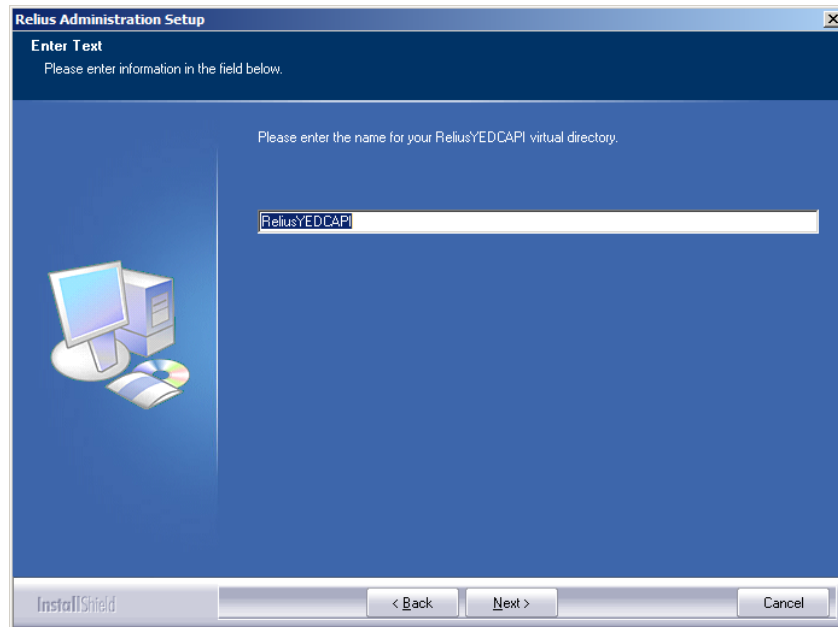 Relius Administration Setup
Enter Text
Please enter information in the field below.
Please enter the name for your ReliusYEDCAPI virtual directory.
ReliusYEDCAPI
InstallShield
< Back
Next >
Cancel